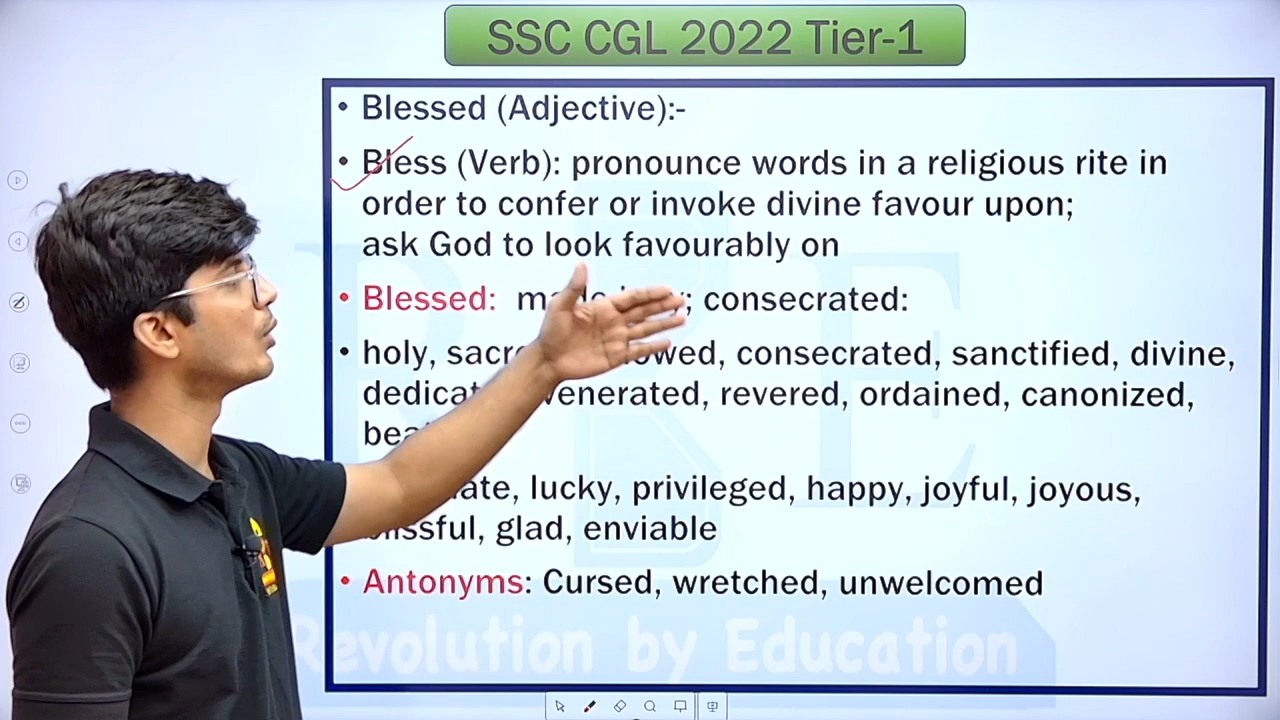 SSC CGL 2022 Tier-1
• Blessed (Adjective):-
• Bless (Verb): pronounce words in a religious rite in
order to confer or invoke divine favour upon;
ask God to look favourably on
• Blessed: consecrated:
• holy, consecrated, sanctified, divine,
venerated, revered, ordained, canonized,
lucky, privileged, happy, joyful, joyous,
blissful, glad, enviable
• Antonyms: Cursed, wretched, unwelcomed
Revolution by Education